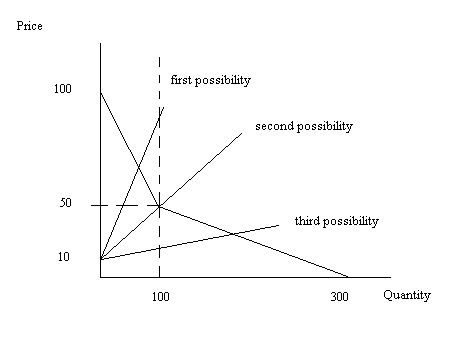 Price
100
first possibility
second possibility
50
third possibility
10
100
300
Quantity